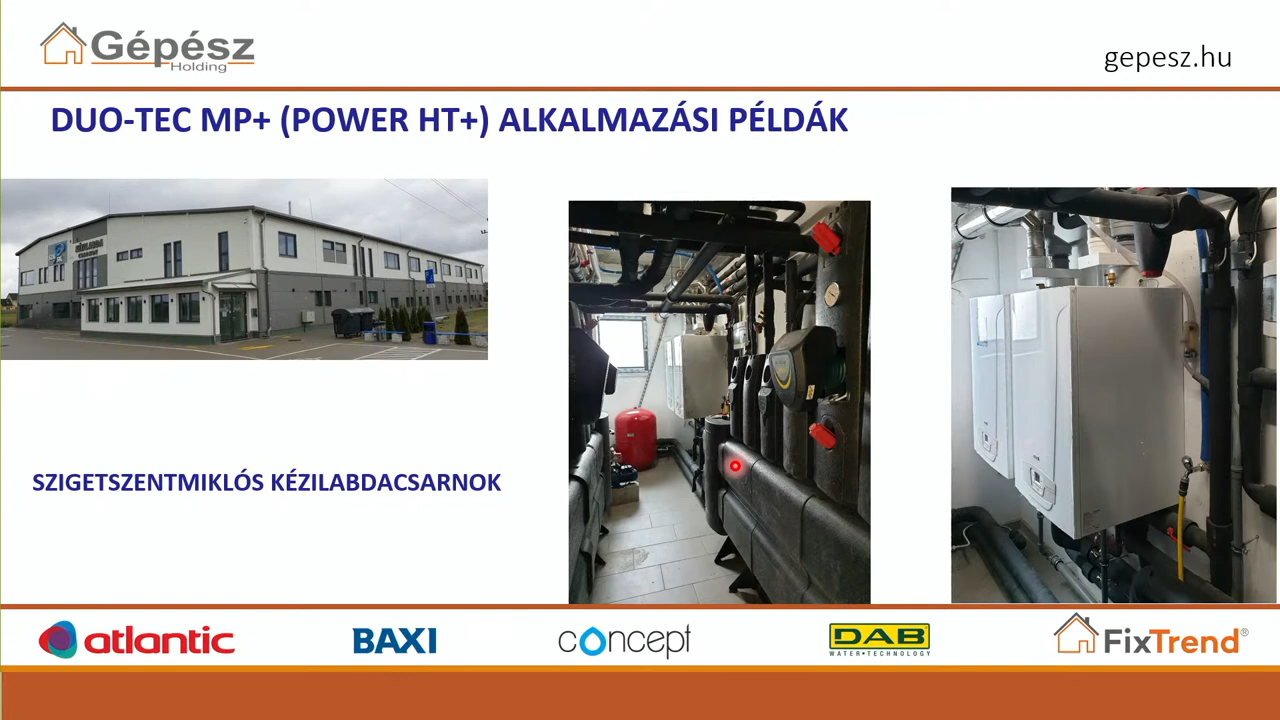 Gépész
Holding
gepesz.hu
DUO-TEC MP+ (POWER HT+) ALKALMAZÁSI PÉLDÁK
KÉZILABDA
SZIGETSZENTMIKLÓS KÉZILABDACSARNOK
atlantic
BAXI
concept
DAB
WATER•TECHNOLOGY
FixTrend®